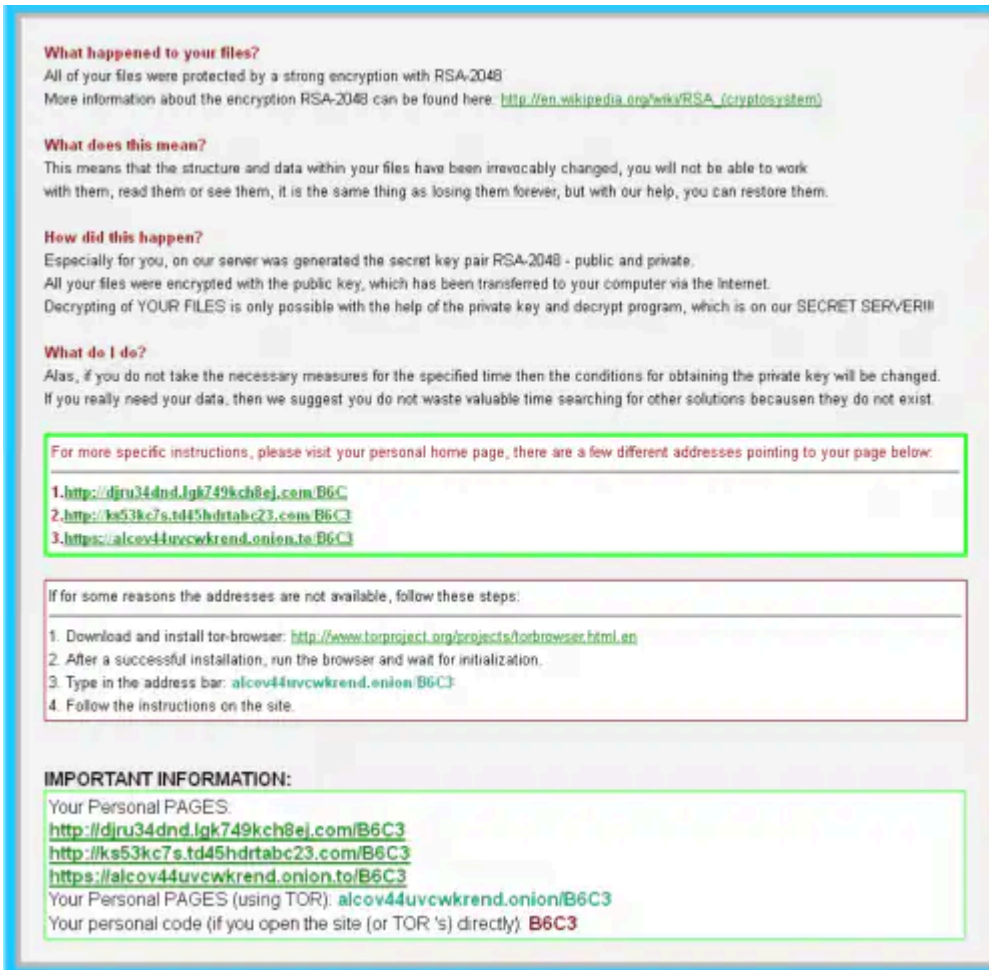 What happened to your files?
All of your files were protected by a strong encryption with RSA-2048
More information about the encryption RSA-2048 can be found here: http://en.wikipedia.org/wiki/RSA_(cryptosystem)
What does this mean?
This means that the structure and data within your files have been irrevocably changed, you will not be able to work
with them, read them or see them, it is the same thing as losing them forever, but with our help, you can restore them.
How did this happen?
Especially for you, on our server was generated the secret key pair RSA-2048 - public and private.
All your files were encrypted with the public key, which has been transferred to your computer via the Internet.
Decrypting of YOUR FILES is only possible with the help of the private key and decrypt program, which is on our SECRET SERVER!!!
What do I do?
Alas, if you do not take the necessary measures for the specified time then the conditions for obtaining the private key will be changed.
If you really need your data, then we suggest you do not waste valuable time searching for other solutions becausen they do not exist.
For more specific instructions, please visit your personal home page, there are a few different addresses pointing to your page below:
1.http://djru34dnd.lgk749kch8ej.com/B6C
2.http://ks53kc7s.td45hdrtabc23.com/B6C3
3.https://alcov44uvcwkrend.onion.to/B6C3
If for some reasons the addresses are not available, follow these steps:
1. Download and install tor-browser: http://www.torproject.org/projects/torbrowser.html.en
2. After a successful installation, run the browser and wait for initialization.
3. Type in the address bar: alcov44uvcwkrend.onion/B6C3
4. Follow the instructions on the site.
IMPORTANT INFORMATION:
Your Personal PAGES:
http://djru34dnd.lgk749kch8ej.com/B6C3
http://ks53kc7s.td45hdrtabc23.com/B6C3
https://alcov44uvcwkrend.onion.to/B6C3
Your Personal PAGES (using TOR): alcov44uvcwkrend.onion/B6C3
Your personal code (if you open the site (or TOR 's) directly): B6C3